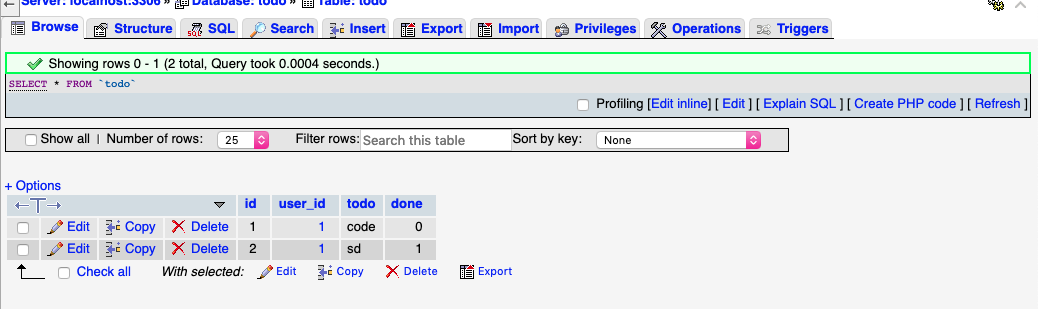 Server: localhost:3306 » Database: todo » Table: todo
Browse Structure SQL Search Insert Export Import Privileges Operations Triggers
Showing rows 0 - 1 (2 total, Query took 0.0004 seconds.)
SELECT * FROM `todo`
Profiling [Edit inline] [ Edit ] [ Explain SQL ] [ Create PHP code ] [ Refresh ]
Show all | Number of rows: 25 Filter rows: Search this table Sort by key: None
+ Options
←T→ id user_id todo done
Edit Copy Delete 1 1 code 0
Edit Copy Delete 2 1 sd 1
Check all With selected: Edit Copy Delete Export